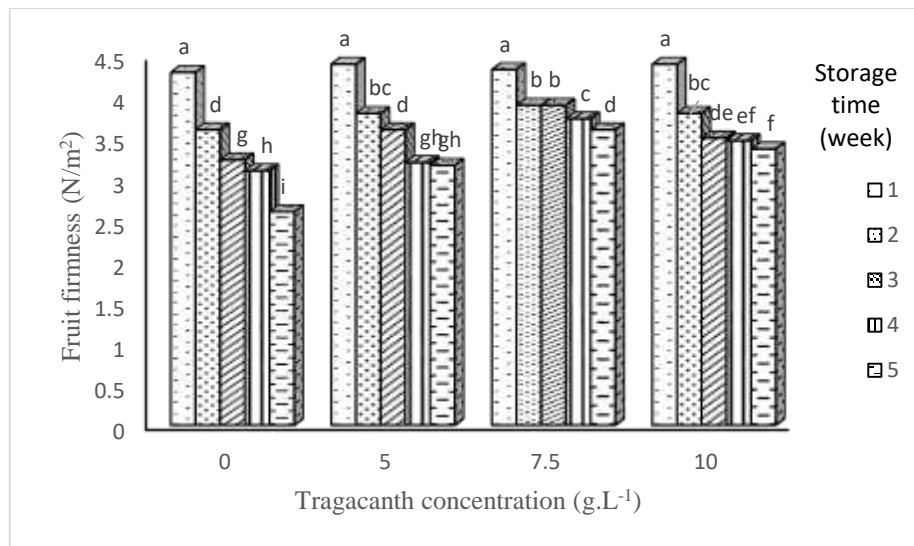 4.5
4
3.5
3
2.5
2
1.5
1
0.5
0
Fruit firmness (N/m²)
a
d
g
h
i
a
bc
d
gh
gh
a
b
b
c
d
a
bc
de
ef
f
0
5
7.5
10
Tragacanth concentration (g.L⁻¹)
Storage
time
(week)
1
2
3
4
5